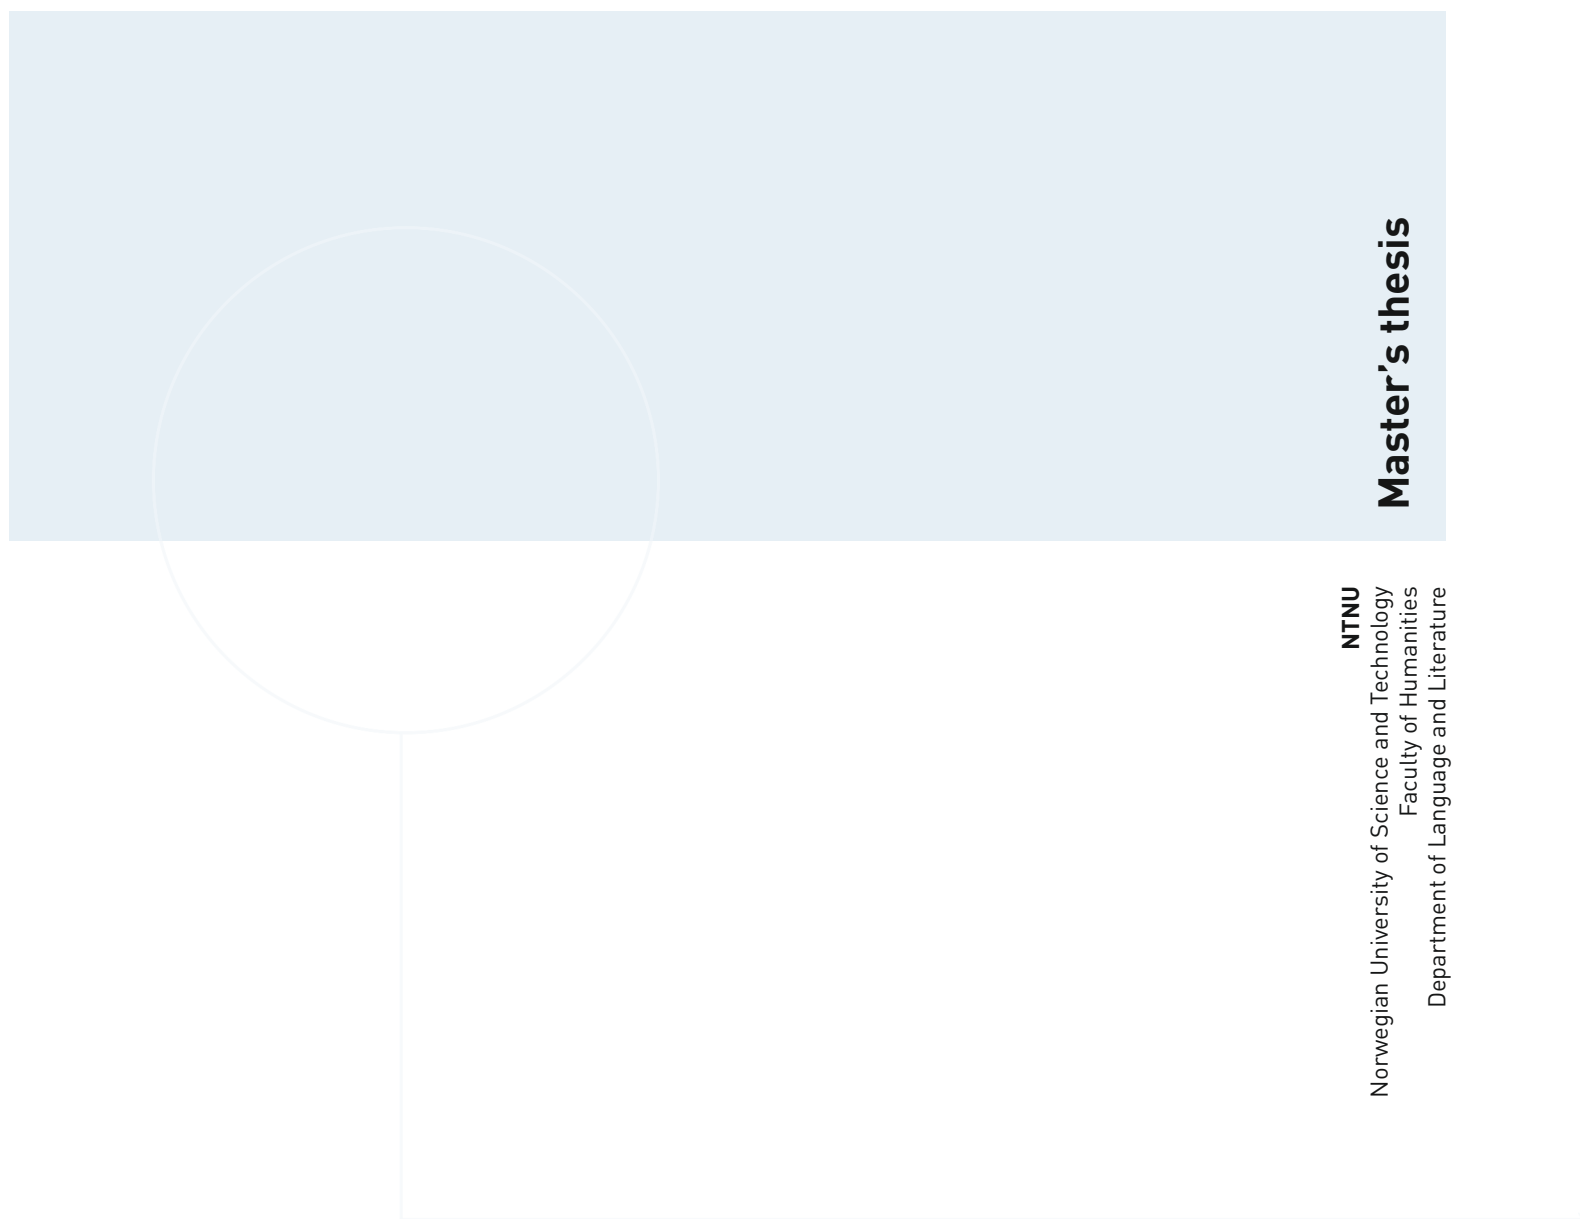 Master's thesis
NTNU
Norwegian University of Science and Technology
Faculty of Humanities
Department of Language and Literature